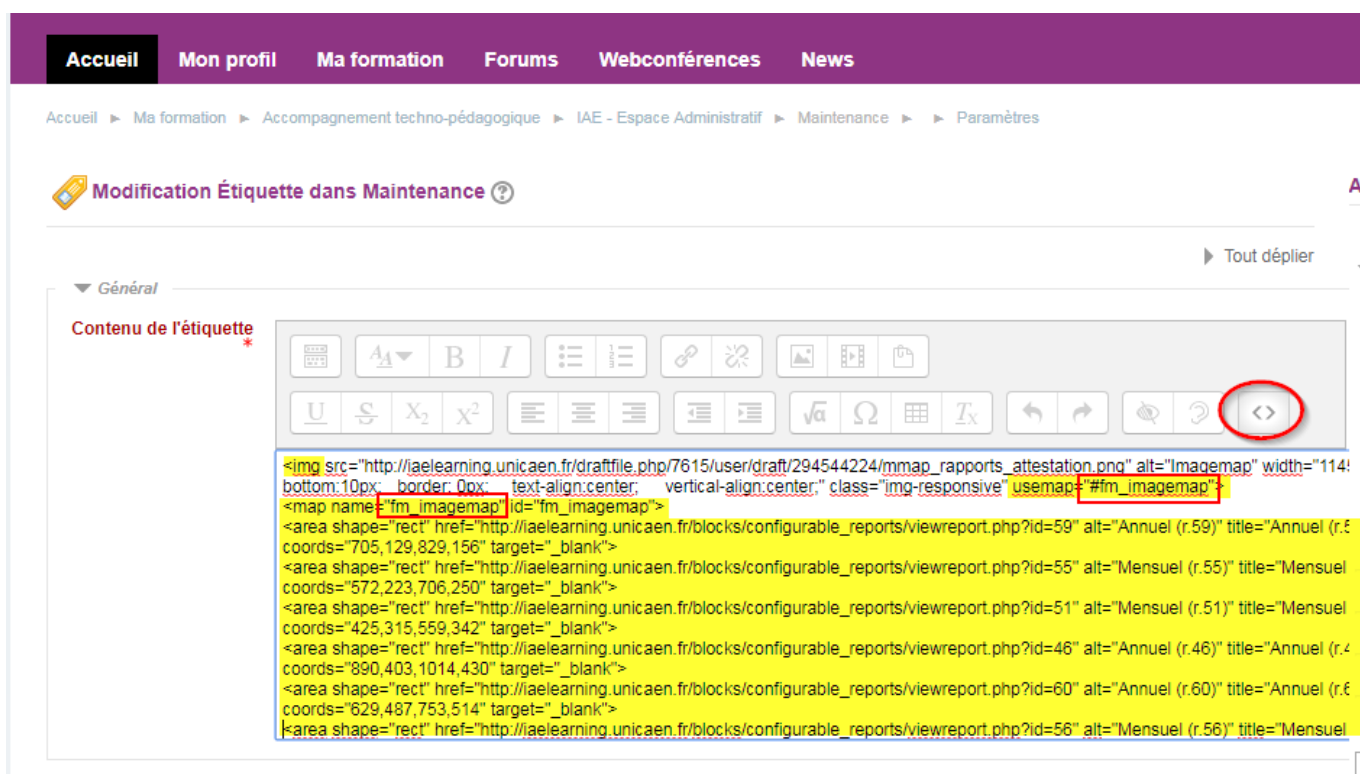 Accueil Mon profil Ma formation Forums Webconférences News
Accueil ► Ma formation ► Accompagnement techno-pédagogique ► IAE - Espace Administratif ► Maintenance ► ► Paramètres
Modification Étiquette dans Maintenance ?
A
Tout déplier
Général
Contenu de l'étiquette *
AA B I
U S X2 X2 √α Ω Tx <>
<img src="http://iaelearning.unicaen.fr/draftfile.php/7615/user/draft/294544224/mmap_rapports_attestation.png" alt="Imagemap" width="114
bottom:10px; border: 0px; text-align:center; vertical-align:center;" class="img-responsive" usemap="#fm_imagemap">
<map name="fm_imagemap" id="fm_imagemap">
<area shape="rect" href="http://iaelearning.unicaen.fr/blocks/configurable_reports/viewreport.php?id=59" alt="Annuel (r.59)" title="Annuel (r.5
coords="705,129,829,156" target="_blank">
<area shape="rect" href="http://iaelearning.unicaen.fr/blocks/configurable_reports/viewreport.php?id=55" alt="Mensuel (r.55)" title="Mensuel
coords="572,223,706,250" target="_blank">
<area shape="rect" href="http://iaelearning.unicaen.fr/blocks/configurable_reports/viewreport.php?id=51" alt="Mensuel (r.51)" title="Mensuel
coords="425,315,559,342" target="_blank">
<area shape="rect" href="http://iaelearning.unicaen.fr/blocks/configurable_reports/viewreport.php?id=46" alt="Annuel (r.46)" title="Annuel (r.4
coords="890,403,1014,430" target="_blank">
<area shape="rect" href="http://iaelearning.unicaen.fr/blocks/configurable_reports/viewreport.php?id=60" alt="Annuel (r.60)" title="Annuel (r.6
coords="629,487,753,514" target="_blank">
<area shape="rect" href="http://iaelearning.unicaen.fr/blocks/configurable_reports/viewreport.php?id=56" alt="Mensuel (r.56)" title="Mensuel